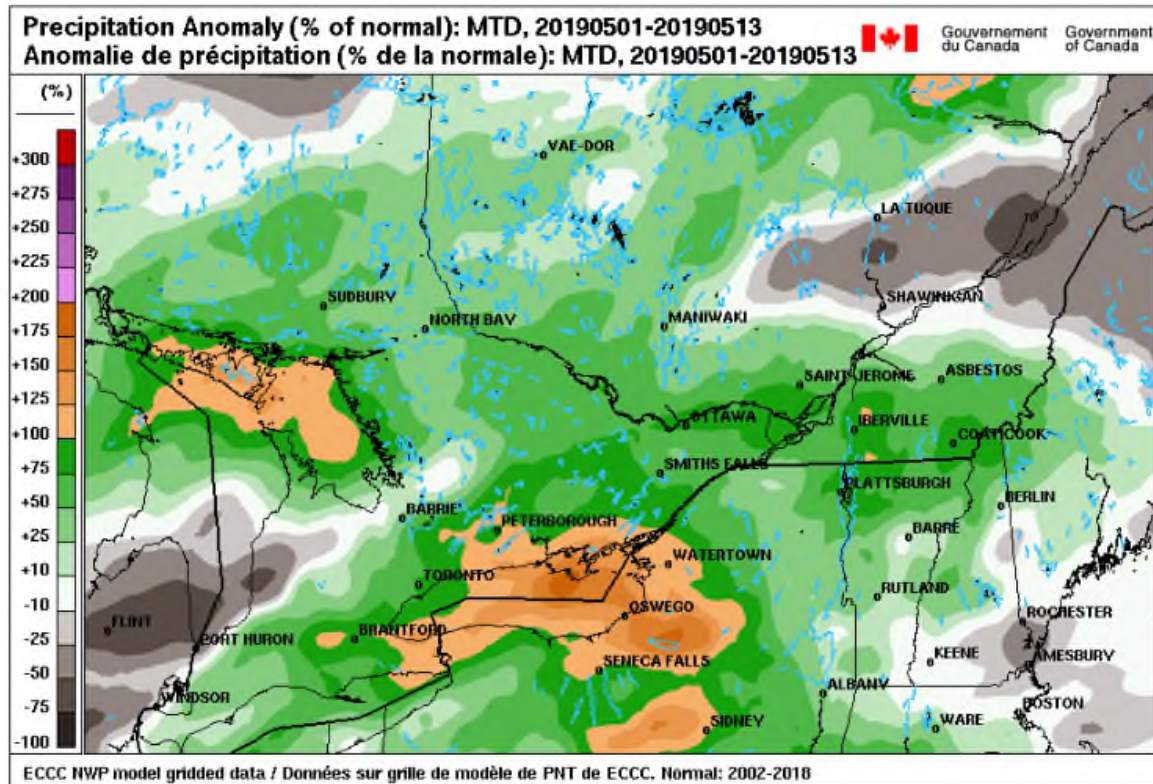 Precipitation Anomaly (% of normal): MTD, 20190501-20190513
Anomalie de précipitation (% de la normale): MTD, 20190501-20190513
Gouvernement du Canada
Government of Canada
(%)
+300
+275
+250
+225
+200
+175
+150
+125
+100
+75
+50
+25
+10
-10
-25
-50
-75
-100
VAE-DOR
LA TUQUE
SUDBURY
SHAWINIGAN
NORTH BAY
MANIWAKI
SAINT-JEROME
ASBESTOS
OTTAWA
IBERVILLE
COATICOOK
SMITHS FALLS
PLATTSBURGH
BERLIN
BARRIE
PETERBOROUGH
BARRE
WATERTOWN
TORONTO
RUTLAND
OSWEGO
ROCHESTER
FLINT
PORT HURON
BRANTFORD
KEENE
AMESBURY
SENECA FALLS
WINDSOR
ALBANY
BOSTON
SIDNEY
WARE
ECCC NWP model gridded data / Données sur grille de modèle de PNT de ECCC. Normal: 2002-2018